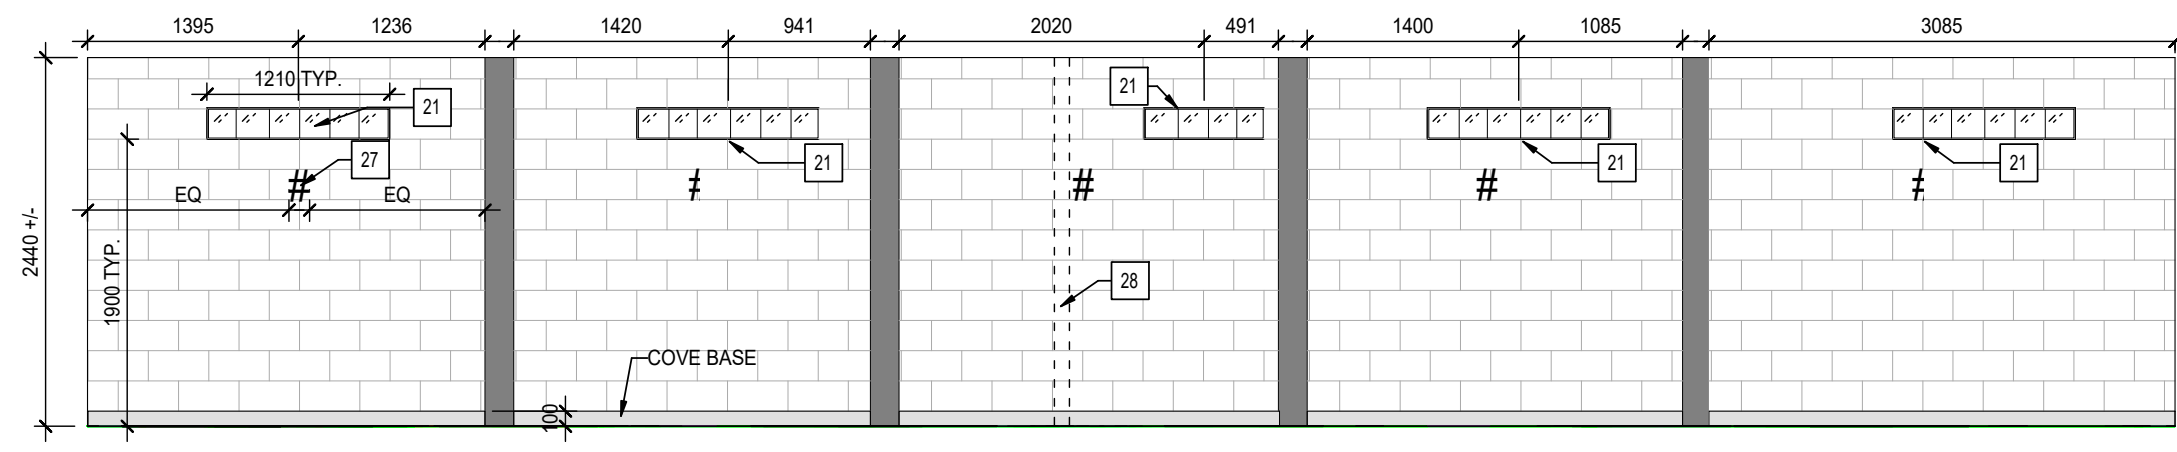 1395 1236 1420 941 2020 491 1400 1085 3085
1210 TYP.
21
21
27
21
21
21
# # # # #
EQ EQ
2440 +/-
1900 TYP.
28
COVE BASE
100